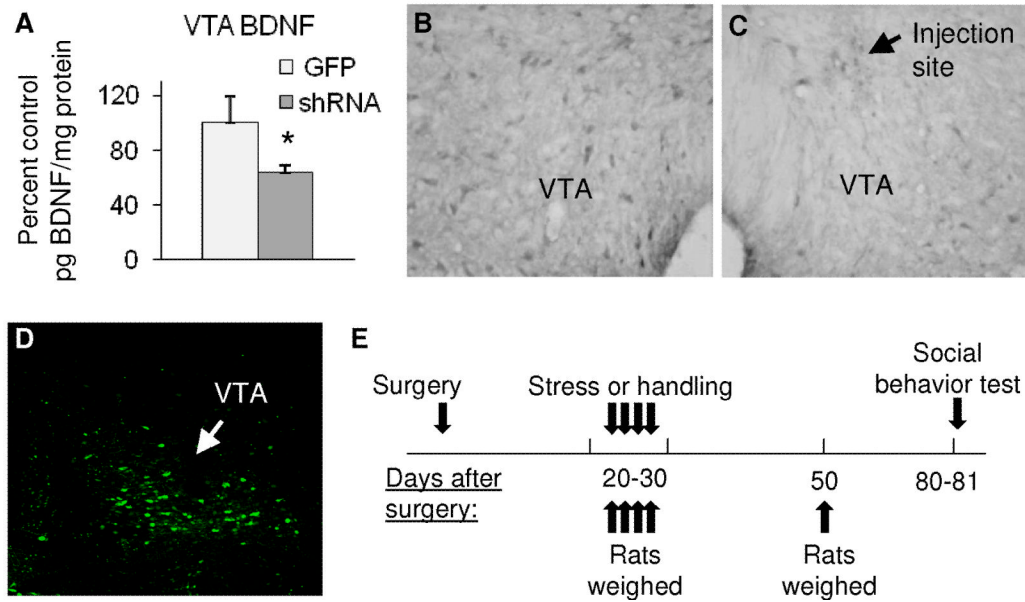 A
VTA BDNF
GFP
shRNA
Percent control
pg BDNF/mg protein
120
80
40
0
*
B
VTA
C
Injection
site
VTA
D
VTA
E
Surgery
Stress or handling
Social
behavior test
Days after
surgery:
20-30
50
80-81
Rats
weighed
Rats
weighed